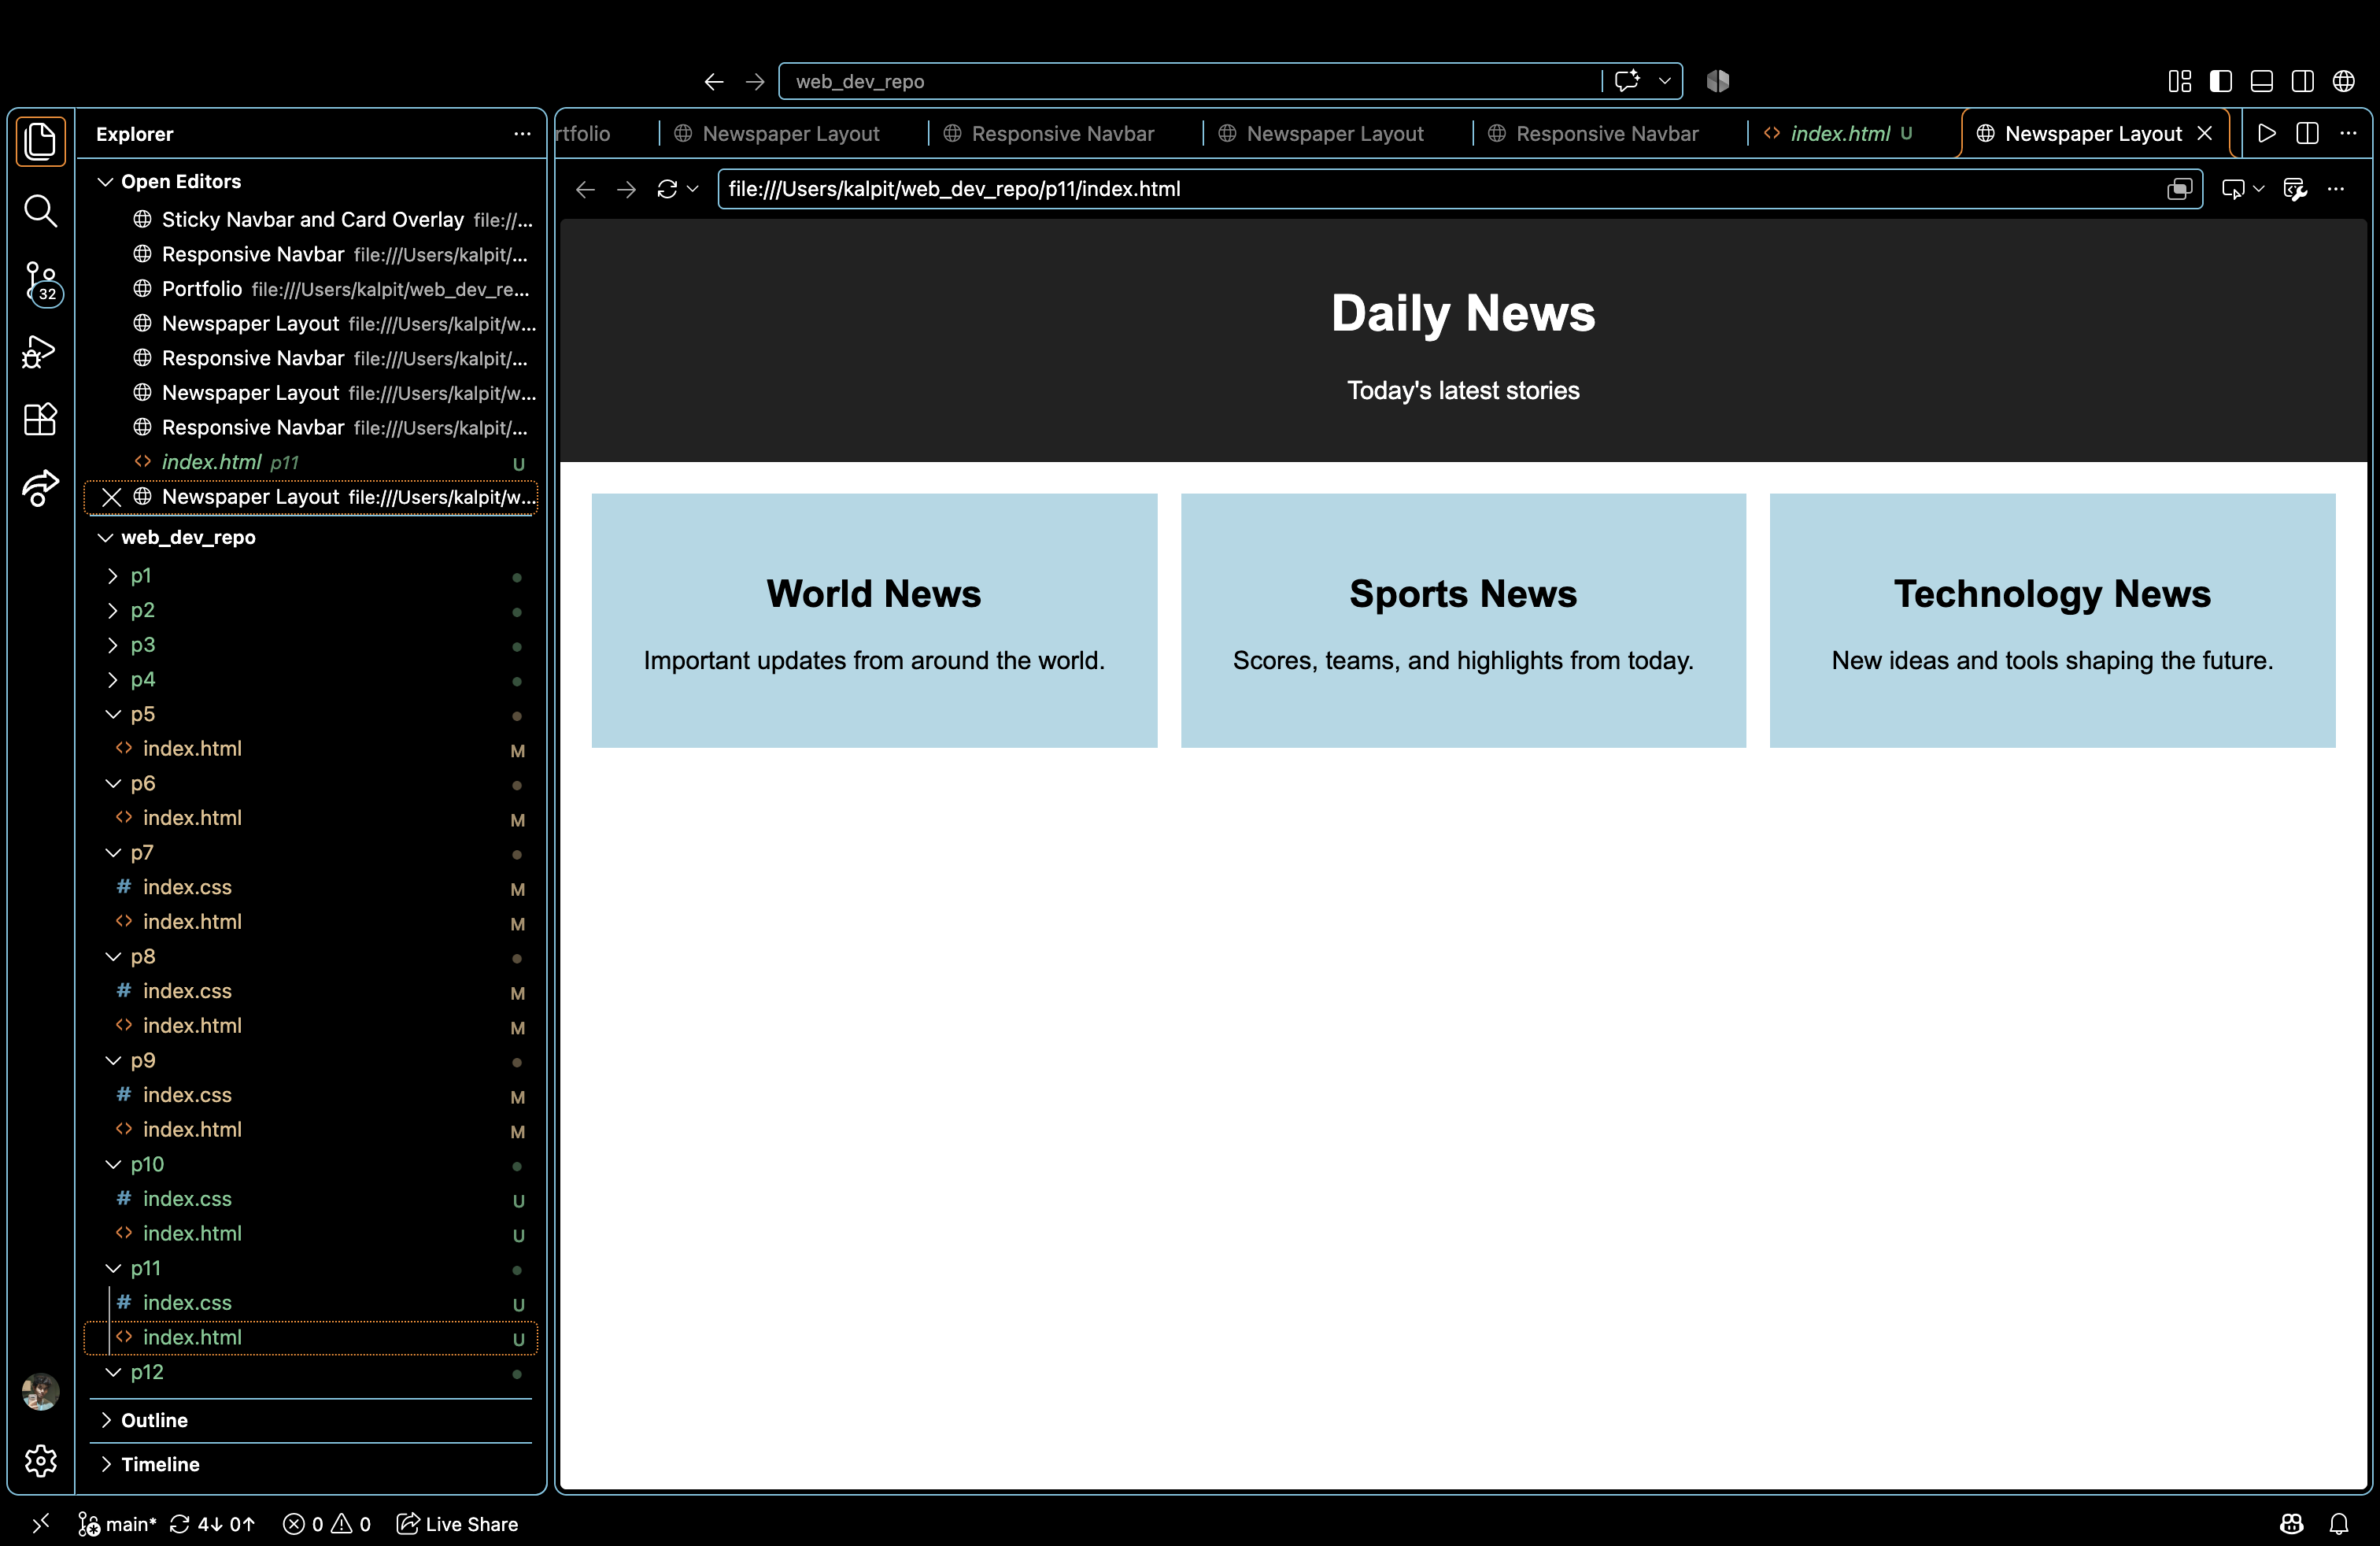 web_dev_repo
Explorer
rtfolio
Newspaper Layout
Responsive Navbar
Newspaper Layout
Responsive Navbar
index.html U
Newspaper Layout
file:///Users/kalpit/web_dev_repo/p11/index.html
Open Editors
Sticky Navbar and Card Overlay file://...
Responsive Navbar file:///Users/kalpit/...
Portfolio file:///Users/kalpit/web_dev_re...
Newspaper Layout file:///Users/kalpit/w...
Responsive Navbar file:///Users/kalpit/...
Newspaper Layout file:///Users/kalpit/w...
Responsive Navbar file:///Users/kalpit/...
index.html p11 U
Newspaper Layout file:///Users/kalpit/w...
32
web_dev_repo
p1
p2
p3
p4
p5
index.html M
p6
index.html M
p7
index.css M
index.html M
p8
index.css M
index.html M
p9
index.css M
index.html M
p10
index.css U
index.html U
p11
index.css U
index.html U
p12
Outline
Timeline
Daily News
Today's latest stories
World News
Important updates from around the world.
Sports News
Scores, teams, and highlights from today.
Technology News
New ideas and tools shaping the future.
main* 4↓ 0↑ 0 0 Live Share